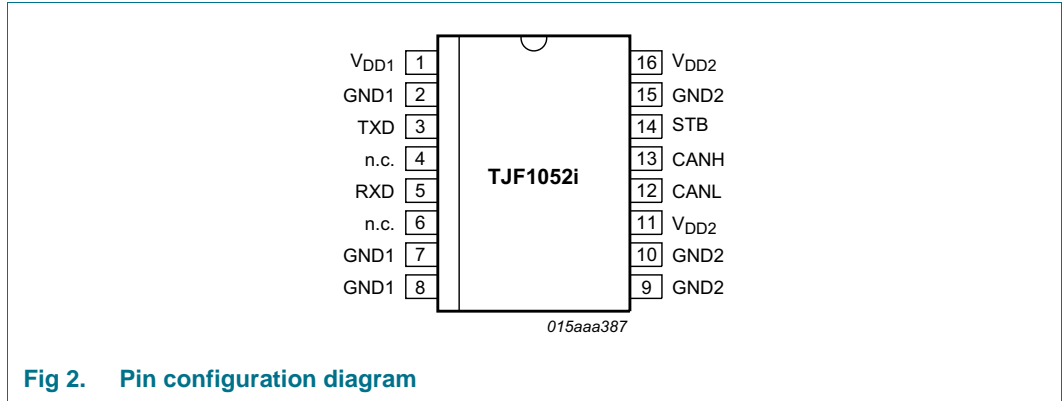 VDD1 1
GND1 2
TXD 3
n.c. 4
RXD 5
n.c. 6
GND1 7
GND1 8
TJF1052i
16 VDD2
15 GND2
14 STB
13 CANH
12 CANL
11 VDD2
10 GND2
9 GND2
015aaa387
Fig 2. Pin configuration diagram